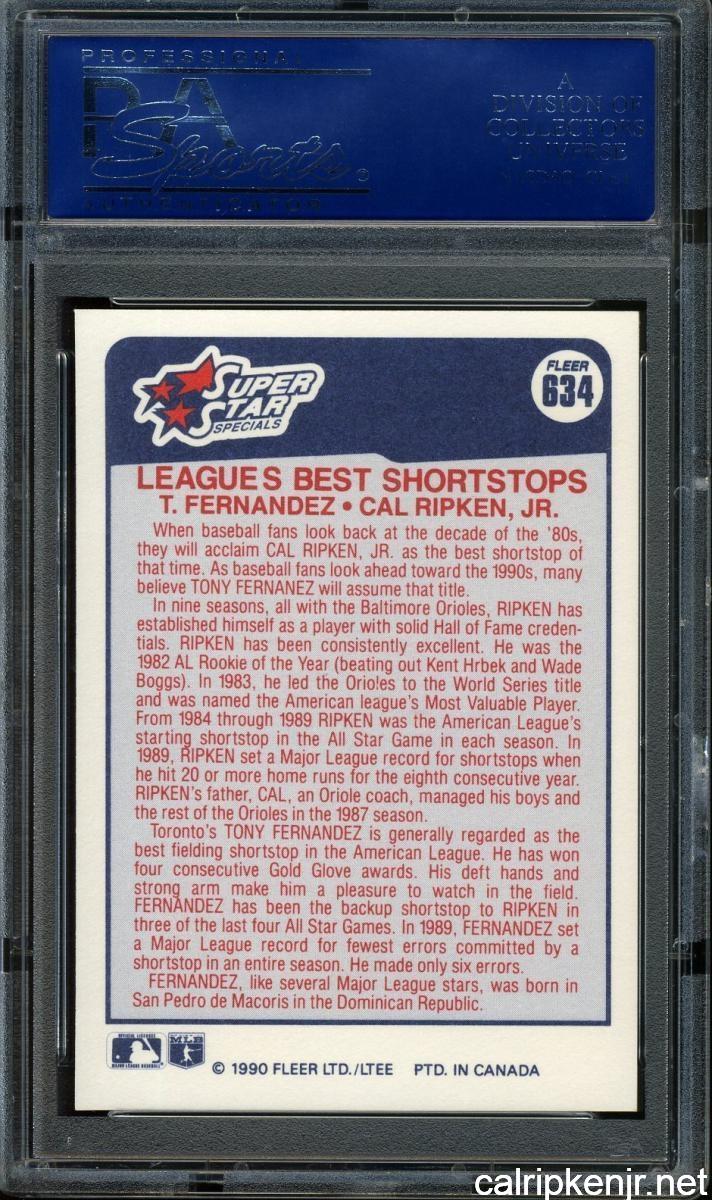 PROFESSIONAL
PSA
Sports
AUTHENTICATOR
A
DIVISION OF
COLLECTORS
UNIVERSE
SUPER
STAR
SPECIALS
FLEER
634
LEAGUES BEST SHORTSTOPS
T. FERNANDEZ • CAL RIPKEN, JR.
When baseball fans look back at the decade of the '80s,
they will acclaim CAL RIPKEN, JR. as the best shortstop of
that time. As baseball fans look ahead toward the 1990s, many
believe TONY FERNANEZ will assume that title.
In nine seasons, all with the Baltimore Orioles, RIPKEN has
established himself as a player with solid Hall of Fame creden-
tials. RIPKEN has been consistently excellent. He was the
1982 AL Rookie of the Year (beating out Kent Hrbek and Wade
Boggs). In 1983, he led the Orioles to the World Series title
and was named the American league's Most Valuable Player.
From 1984 through 1989 RIPKEN was the American League's
starting shortstop in the All Star Game in each season. In
1989, RIPKEN set a Major League record for shortstops when
he hit 20 or more home runs for the eighth consecutive year.
RIPKEN's father, CAL, an Oriole coach, managed his boys and
the rest of the Orioles in the 1987 season.
Toronto's TONY FERNANDEZ is generally regarded as the
best fielding shortstop in the American League. He has won
four consecutive Gold Glove awards. His deft hands and
strong arm make him a pleasure to watch in the field.
FERNANDEZ has been the backup shortstop to RIPKEN in
three of the last four All Star Games. In 1989, FERNANDEZ set
a Major League record for fewest errors committed by a
shortstop in an entire season. He made only six errors.
FERNANDEZ, like several Major League stars, was born in
San Pedro de Macoris in the Dominican Republic.
MLB
© 1990 FLEER LTD./LTEE PTD. IN CANADA
calripkenjr.net